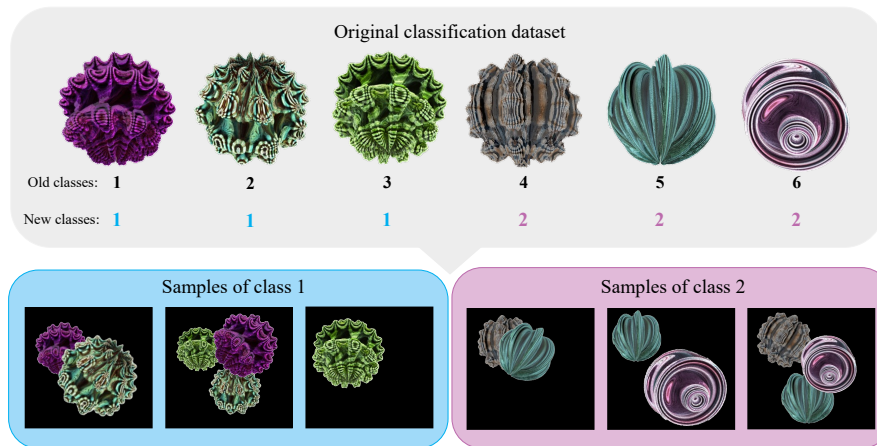 Original classification dataset
Old classes: 1 2 3 4 5 6
New classes: 1 1 1 2 2 2
Samples of class 1
Samples of class 2